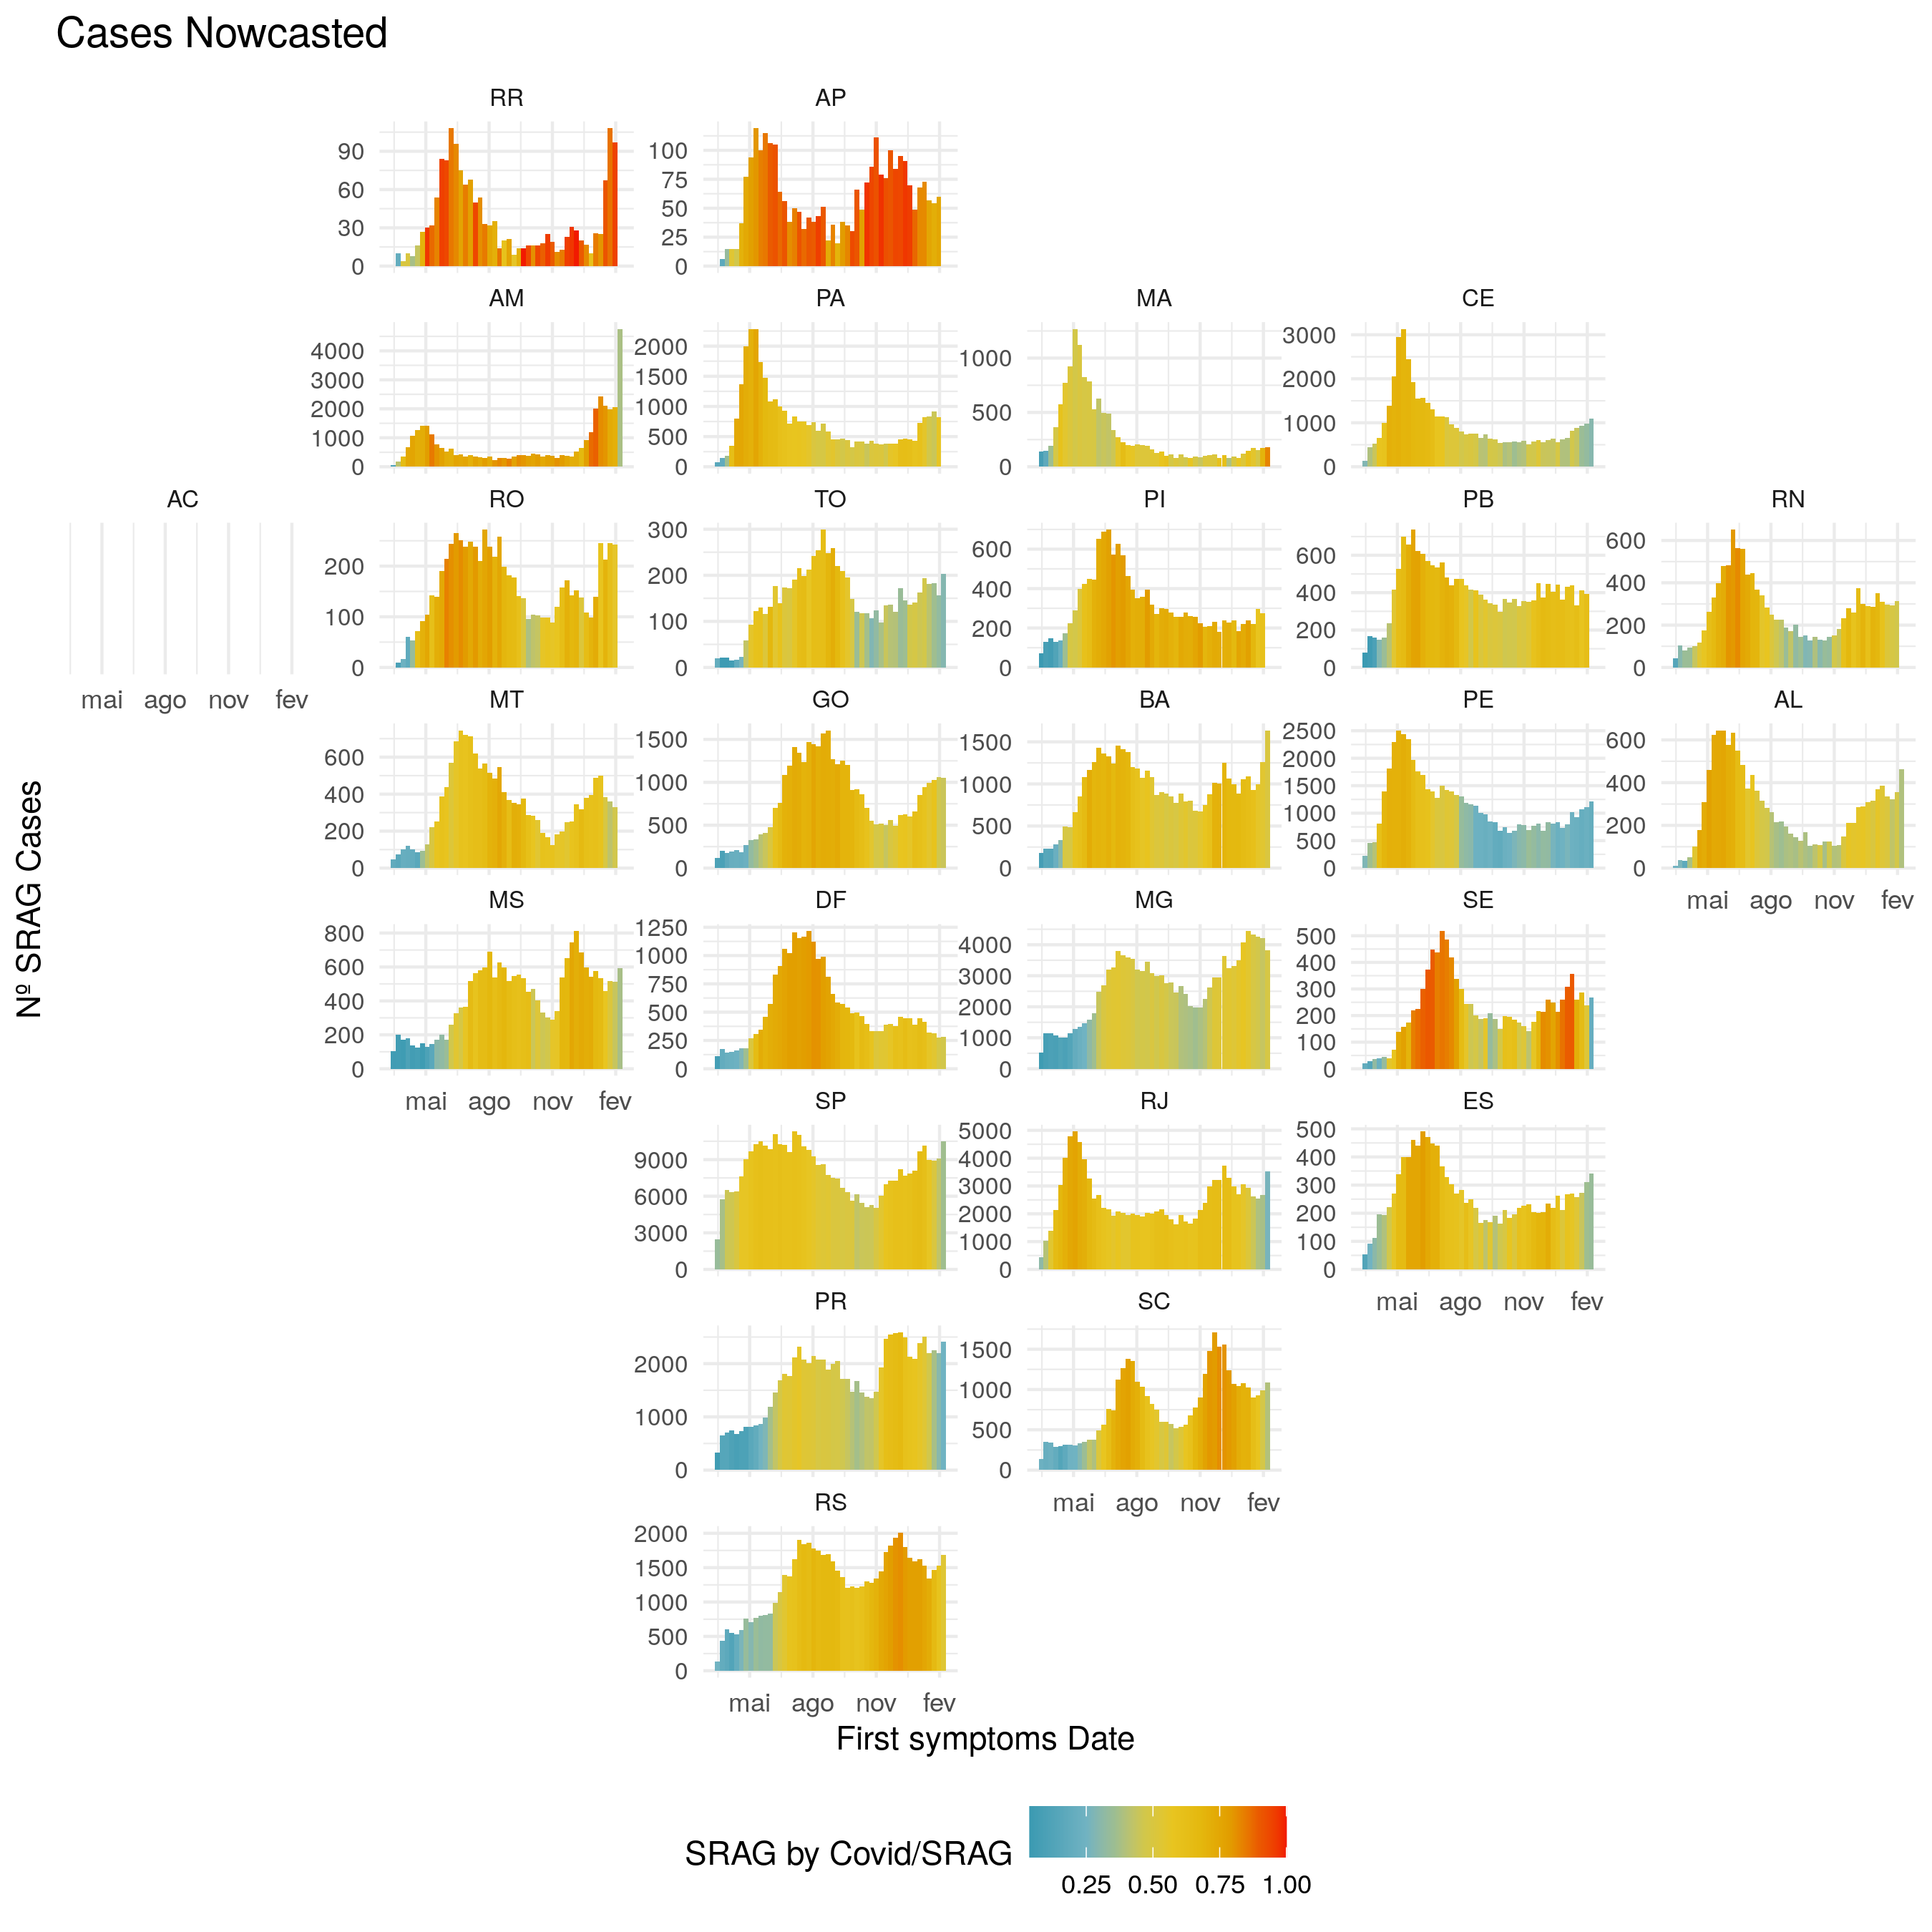 Cases Nowcasted
RR AP
90 60 30 0
100 75 50 25 0
AM PA MA CE
4000 3000 2000 1000 0
2000 1500 1000 500 0
1000 500 0
3000 2000 1000 0
AC RO TO PI PB RN
mai ago nov fev
200 100 0
300 200 100 0
600 400 200 0
600 400 200 0
600 400 200 0
MT GO BA PE AL
600 400 200 0
1500 1000 500 0
1500 1000 500 0
2500 2000 1500 1000 500 0
600 400 200 0
mai ago nov fev
MS DF MG SE
800 600 400 200 0
mai ago nov fev
1250 1000 750 500 250 0
4000 3000 2000 1000 0
500 400 300 200 100 0
SP RJ ES
9000 6000 3000 0
5000 4000 3000 2000 1000 0
500 400 300 200 100 0
mai ago nov fev
PR SC
2000 1000 0
1500 1000 500 0
mai ago nov fev
RS
2000 1500 1000 500 0
mai ago nov fev
Nº SRAG Cases
First symptoms Date
SRAG by Covid/SRAG
0.25 0.50 0.75 1.00